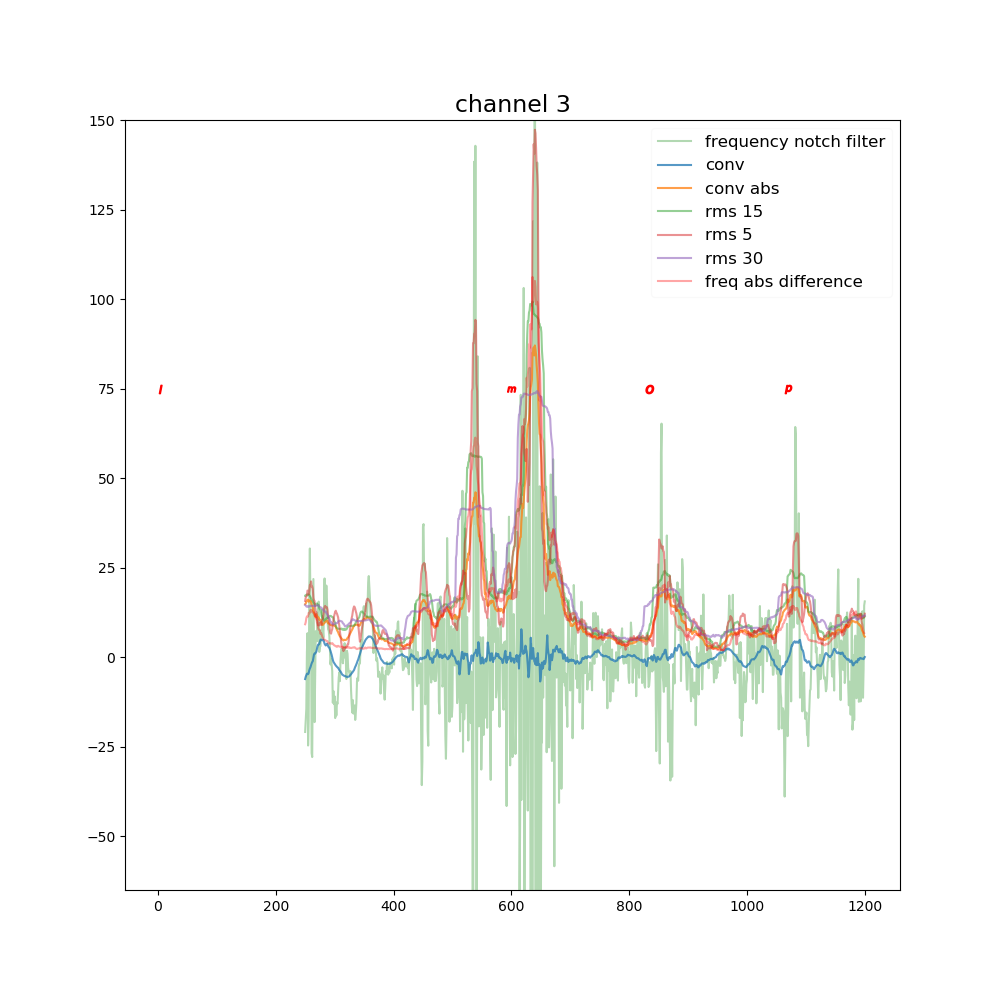 channel 3
150
125
100
75
50
25
0
−25
−50
frequency notch filter
conv
conv abs
rms 15
rms 5
rms 30
freq abs difference
l m O p
0 200 400 600 800 1000 1200